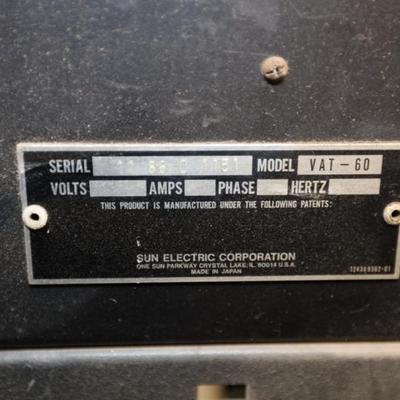 SERIAL MODEL VAT-60
VOLTS AMPS PHASE HERTZ
THIS PRODUCT IS MANUFACTURED UNDER THE FOLLOWING PATENTS:
SUN ELECTRIC CORPORATION
ONE SUN PARKWAY CRYSTAL LAKE, IL. 60014 U.S.A.
MADE IN JAPAN